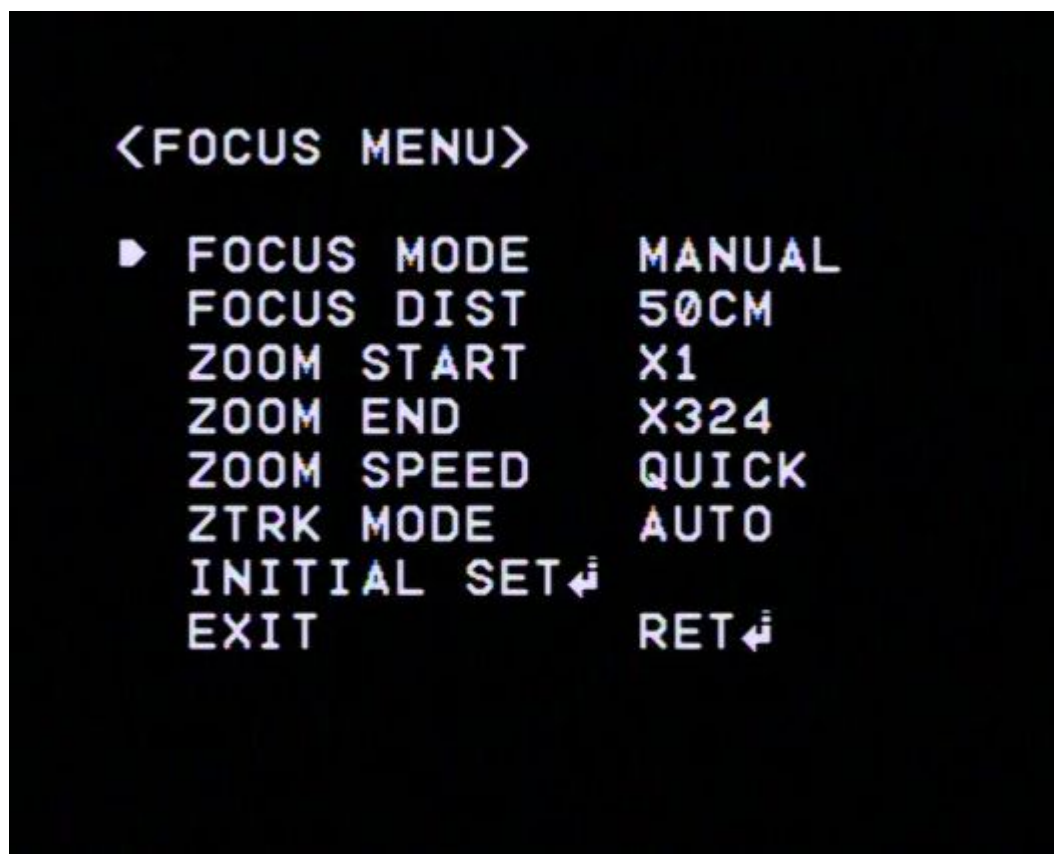 <FOCUS MENU>
FOCUS MODE MANUAL
FOCUS DIST 50CM
ZOOM START X1
ZOOM END X324
ZOOM SPEED QUICK
ZTRK MODE AUTO
INITIAL SET↲
EXIT RET↲